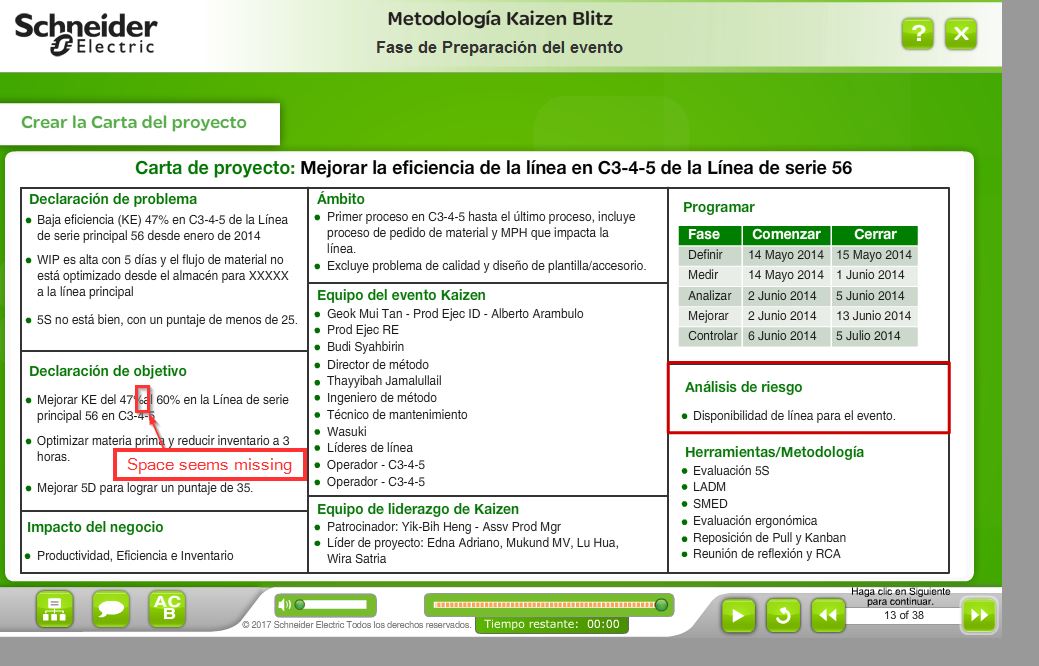 Schneider
Electric
Metodología Kaizen Blitz
Fase de Preparación del evento
?
X
Crear la Carta del proyecto
Carta de proyecto: Mejorar la eficiencia de la línea en C3-4-5 de la Línea de serie 56
Declaración de problema
Baja eficiencia (KE) 47% en C3-4-5 de la Línea
de serie principal 56 desde enero de 2014
WIP es alta con 5 días y el flujo de material no
está optimizado desde el almacén para XXXXX
a la línea principal
5S no está bien, con un puntaje de menos de 25.
Declaración de objetivo
Mejorar KE del 47%al 60% en la Línea de serie
principal 56 en C3-4-5
Optimizar materia prima y reducir inventario a 3
horas.
Space seems missing
Mejorar 5D para lograr un puntaje de 35.
Impacto del negocio
Productividad, Eficiencia e Inventario
Ámbito
Primer proceso en C3-4-5 hasta el último proceso, incluye
proceso de pedido de material y MPH que impacta la
línea.
Excluye problema de calidad y diseño de plantilla/accesorio.
Equipo del evento Kaizen
Geok Mui Tan - Prod Ejec ID - Alberto Arambulo
Prod Ejec RE
Budi Syahbirin
Director de método
Thayyibah Jamalullail
Ingeniero de método
Técnico de mantenimiento
Wasuki
Líderes de línea
Operador - C3-4-5
Operador - C3-4-5
Equipo de liderazgo de Kaizen
Patrocinador: Yik-Bih Heng - Assv Prod Mgr
Líder de proyecto: Edna Adriano, Mukund MV, Lu Hua,
Wira Satria
Programar
Fase Comenzar Cerrar
Definir 14 Mayo 2014 15 Mayo 2014
Medir 14 Mayo 2014 1 Junio 2014
Analizar 2 Junio 2014 5 Junio 2014
Mejorar 2 Junio 2014 13 Junio 2014
Controlar 6 Junio 2014 5 Julio 2014
Análisis de riesgo
Disponibilidad de línea para el evento.
Herramientas/Metodología
Evaluación 5S
LADM
SMED
Evaluación ergonómica
Reposición de Pull y Kanban
Reunión de reflexión y RCA
AC
B
© 2017 Schneider Electric Todos los derechos reservados.
Tiempo restante: 00:00
Haga clic en Siguiente
para continuar.
13 of 38